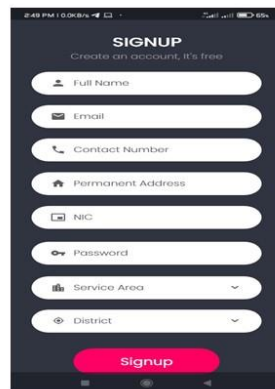 2:49 PM | 0.0KB/s
65%
SIGNUP
Create an account, It's free
Full Name
Email
Contact Number
Permanent Address
NIC
Password
Service Area
District
Signup